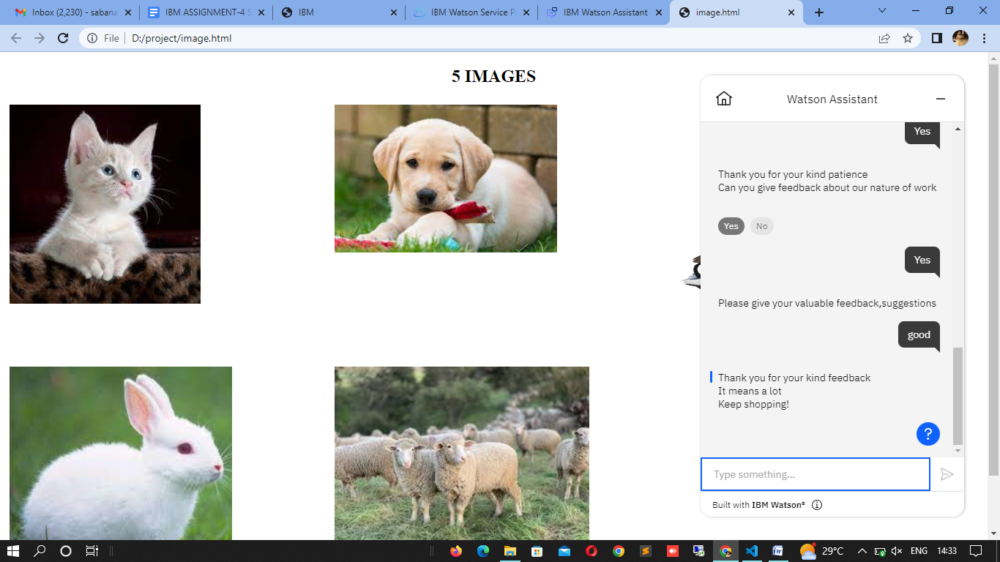 Inbox (2,230) - sabana
IBM ASSIGNMENT-4 S
IBM
IBM Watson Service P
IBM Watson Assistant
image.html
File
D:/project/image.html
5 IMAGES
Watson Assistant
Yes
Thank you for your kind patience
Can you give feedback about our nature of work
Yes
No
Yes
Please give your valuable feedback,suggestions
good
Thank you for your kind feedback
It means a lot
Keep shopping!
?
Type something...
Built with IBM Watson®
29°C
ENG
14:33